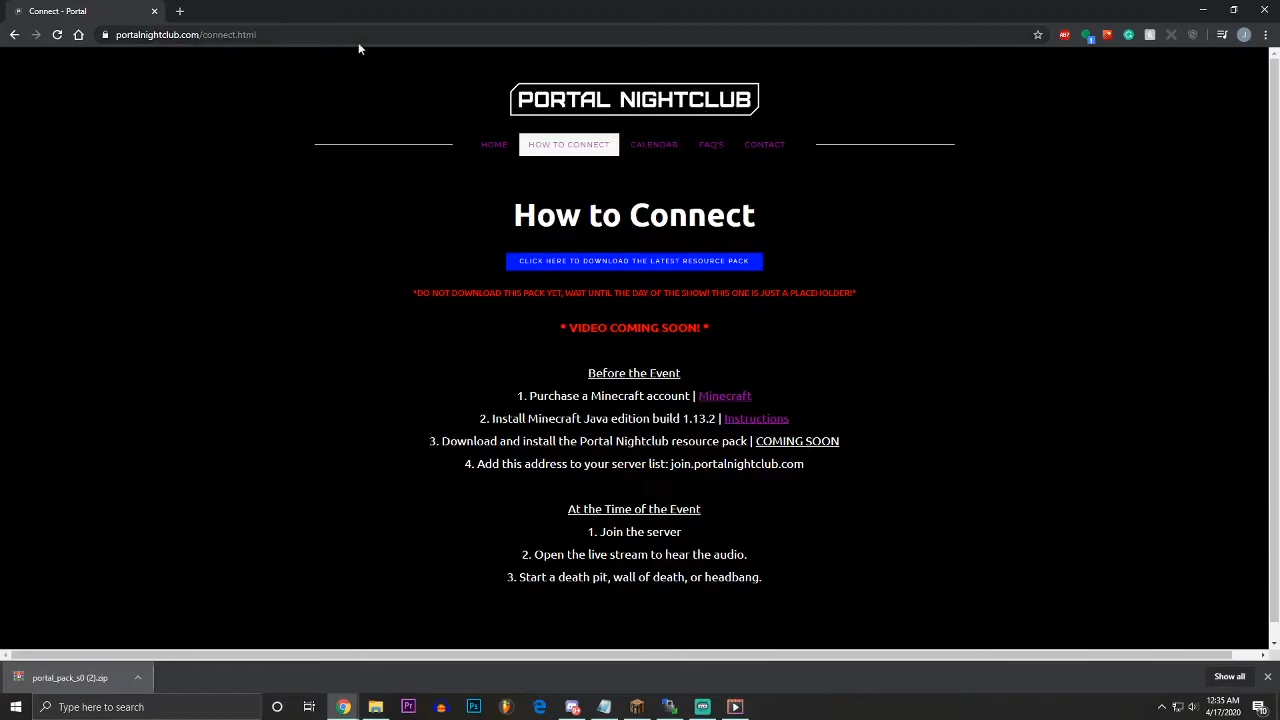 Connect - Portal
portalnightclub.com/connect.html
PORTAL NIGHTCLUB
HOME HOW TO CONNECT CALENDAR FAQ'S CONTACT
How to Connect
CLICK HERE TO DOWNLOAD THE LATEST RESOURCE PACK
*DO NOT DOWNLOAD THIS PACK YET, WAIT UNTIL THE DAY OF THE SHOW! THIS ONE IS JUST A PLACEHOLDER!*
* VIDEO COMING SOON! *
Before the Event
1. Purchase a Minecraft account | Minecraft
2. Install Minecraft Java edition build 1.13.2 | Instructions
3. Download and install the Portal Nightclub resource pack | COMING SOON
4. Add this address to your server list: join.portalnightclub.com
At the Time of the Event
1. Join the server
2. Open the live stream to hear the audio.
3. Start a death pit, wall of death, or headbang.
portal_pack_s0 (2).zip
Show all
Type here to search
12:35 AM
4/17/2020